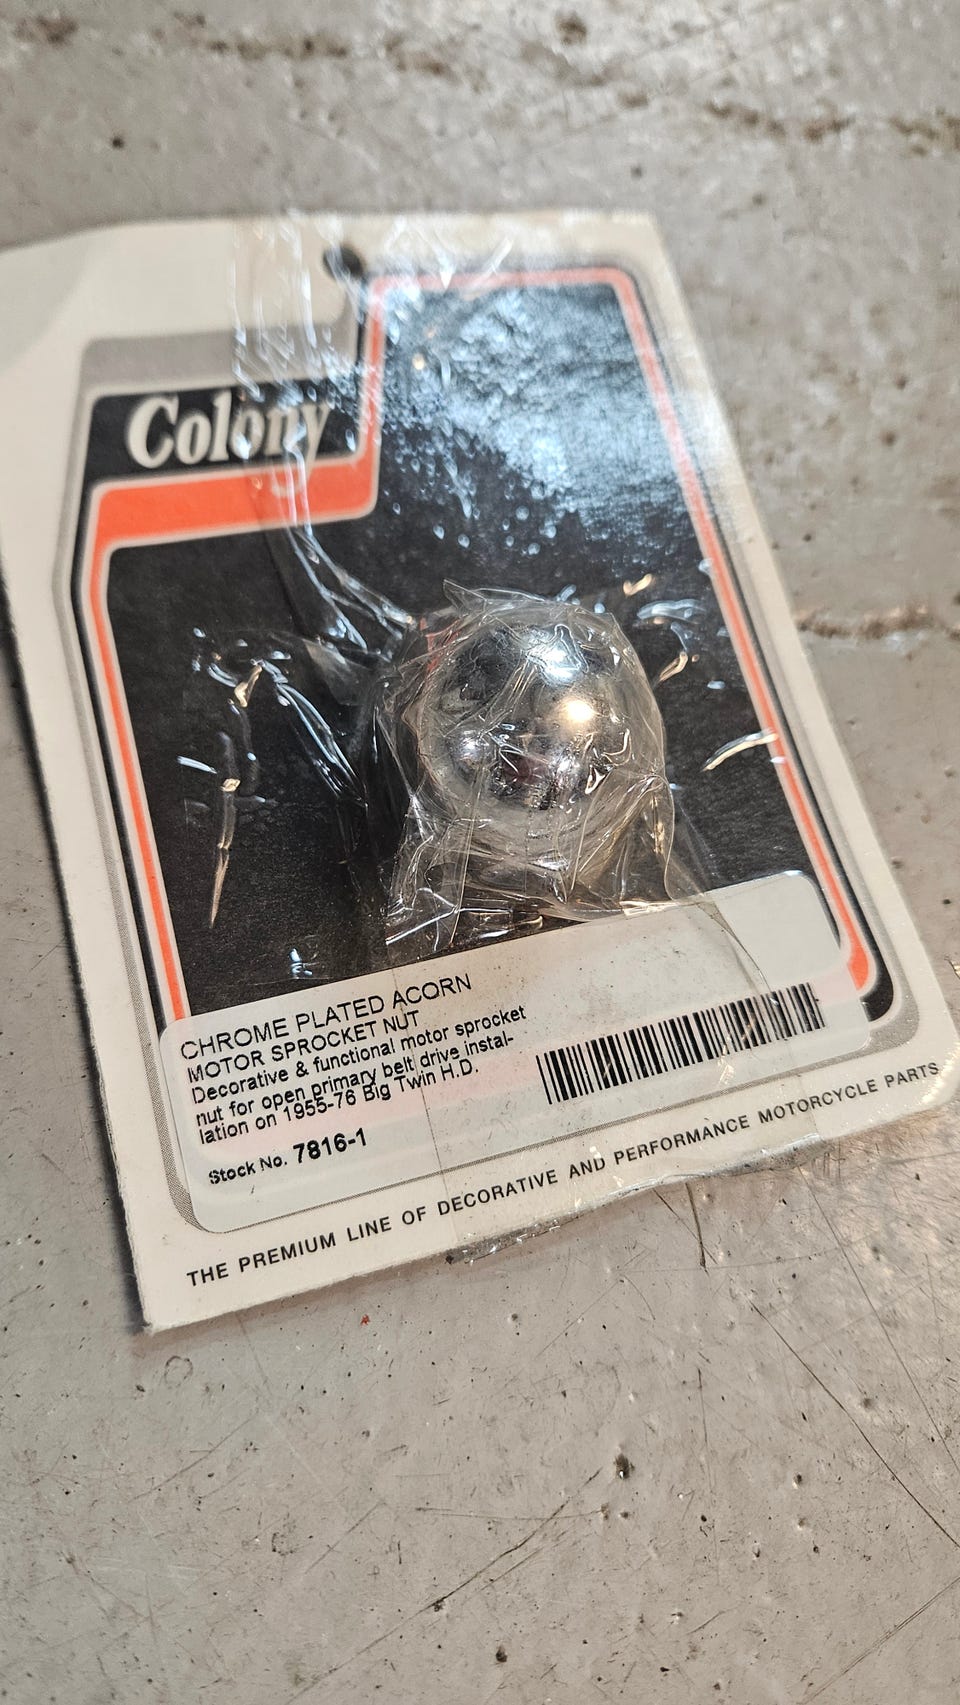 Colony
CHROME PLATED ACORN
MOTOR SPROCKET NUT
Decorative & functional motor sprocket
nut for open primary belt drive instal-
lation on 1955-76 Big Twin H.D.
Stock No. 7816-1
THE PREMIUM LINE OF DECORATIVE AND PERFORMANCE MOTORCYCLE PARTS